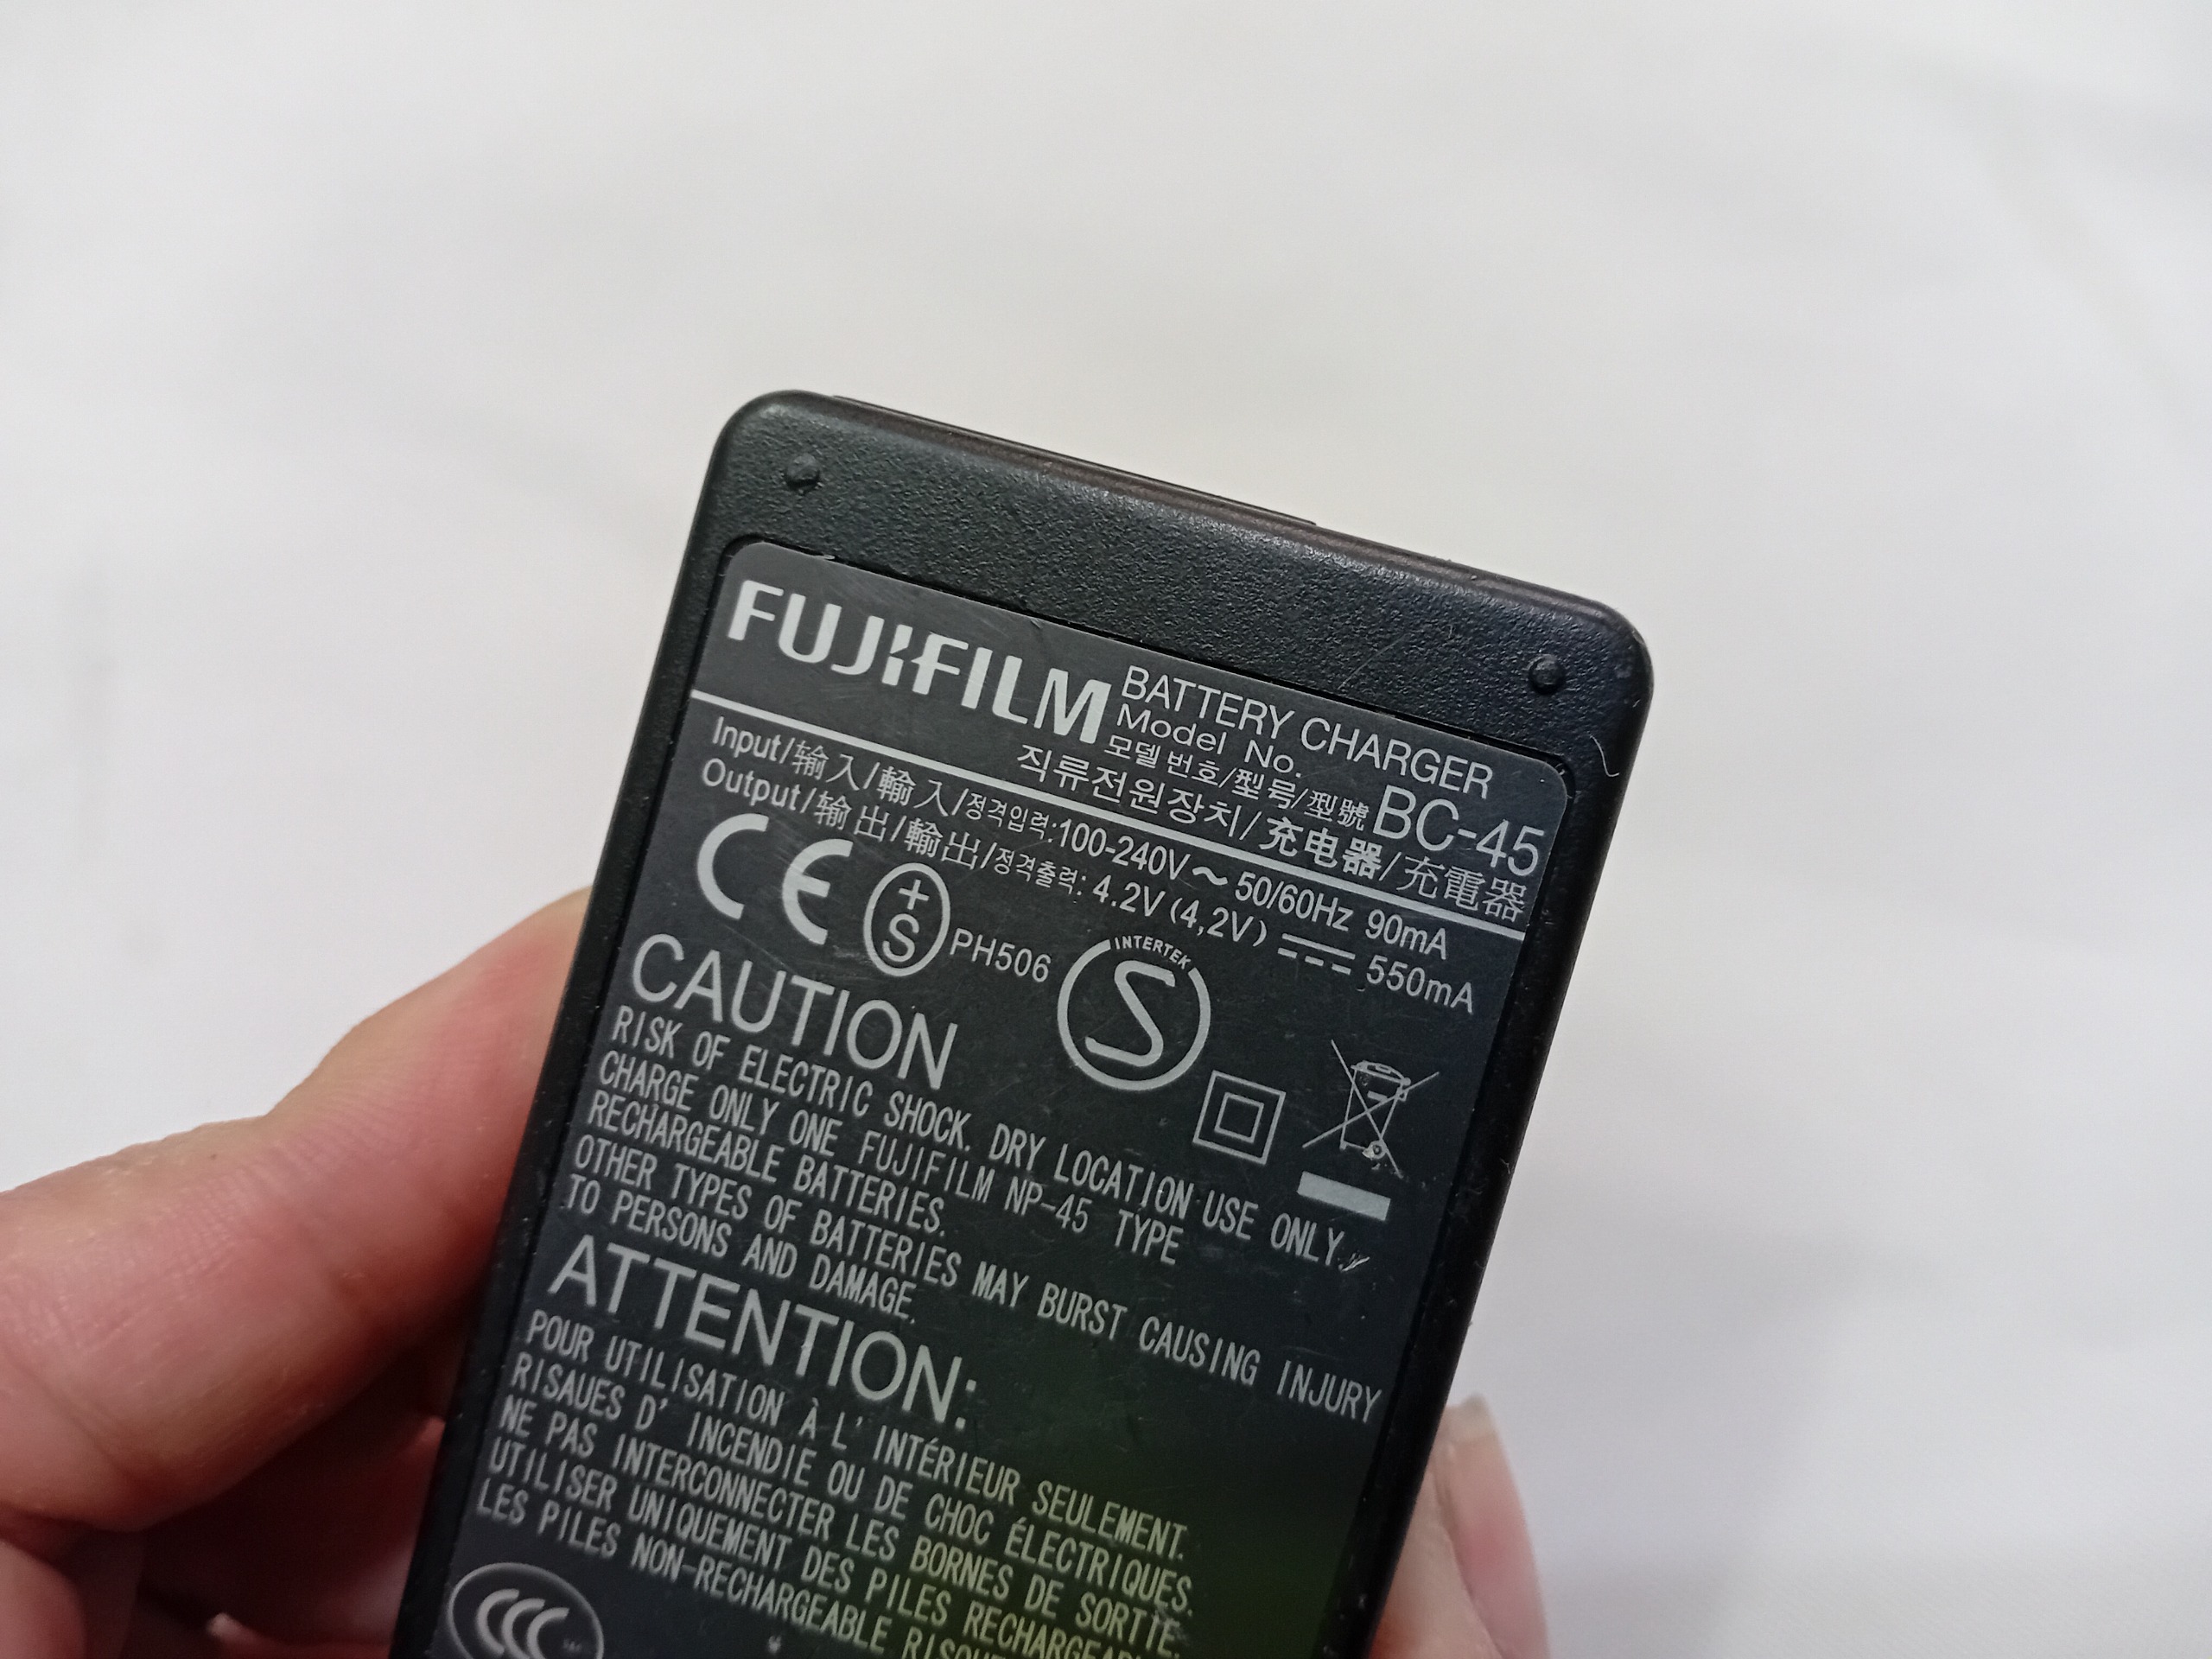 FUJIFILM BATTERY CHARGER
Model No.
모델 번호/型号/型號 BC-45
직류전원장치/充电器/充電器
Input/输入/輸入/정격입력:100-240V～50/60Hz 90mA
Output/输出/輸出/정격출력: 4.2V (4,2V) ⎓ 550mA
CE +S PH506 INTERTEK S
CAUTION
RISK OF ELECTRIC SHOCK. DRY LOCATION USE ONLY.
CHARGE ONLY ONE FUJIFILM NP-45 TYPE
RECHARGEABLE BATTERIES.
OTHER TYPES OF BATTERIES MAY BURST CAUSING INJURY
TO PERSONS AND DAMAGE.
ATTENTION:
POUR UTILISATION À L' INTÉRIEUR SEULEMENT.
RISAUES D' INCENDIE OU DE CHOC ÉLECTRIQUES.
NE PAS INTERCONNECTER LES BORNES DE SORTIE.
UTILISER UNIQUEMENT DES PILES
LES PILES NON-RECHARGEABLE
CCC